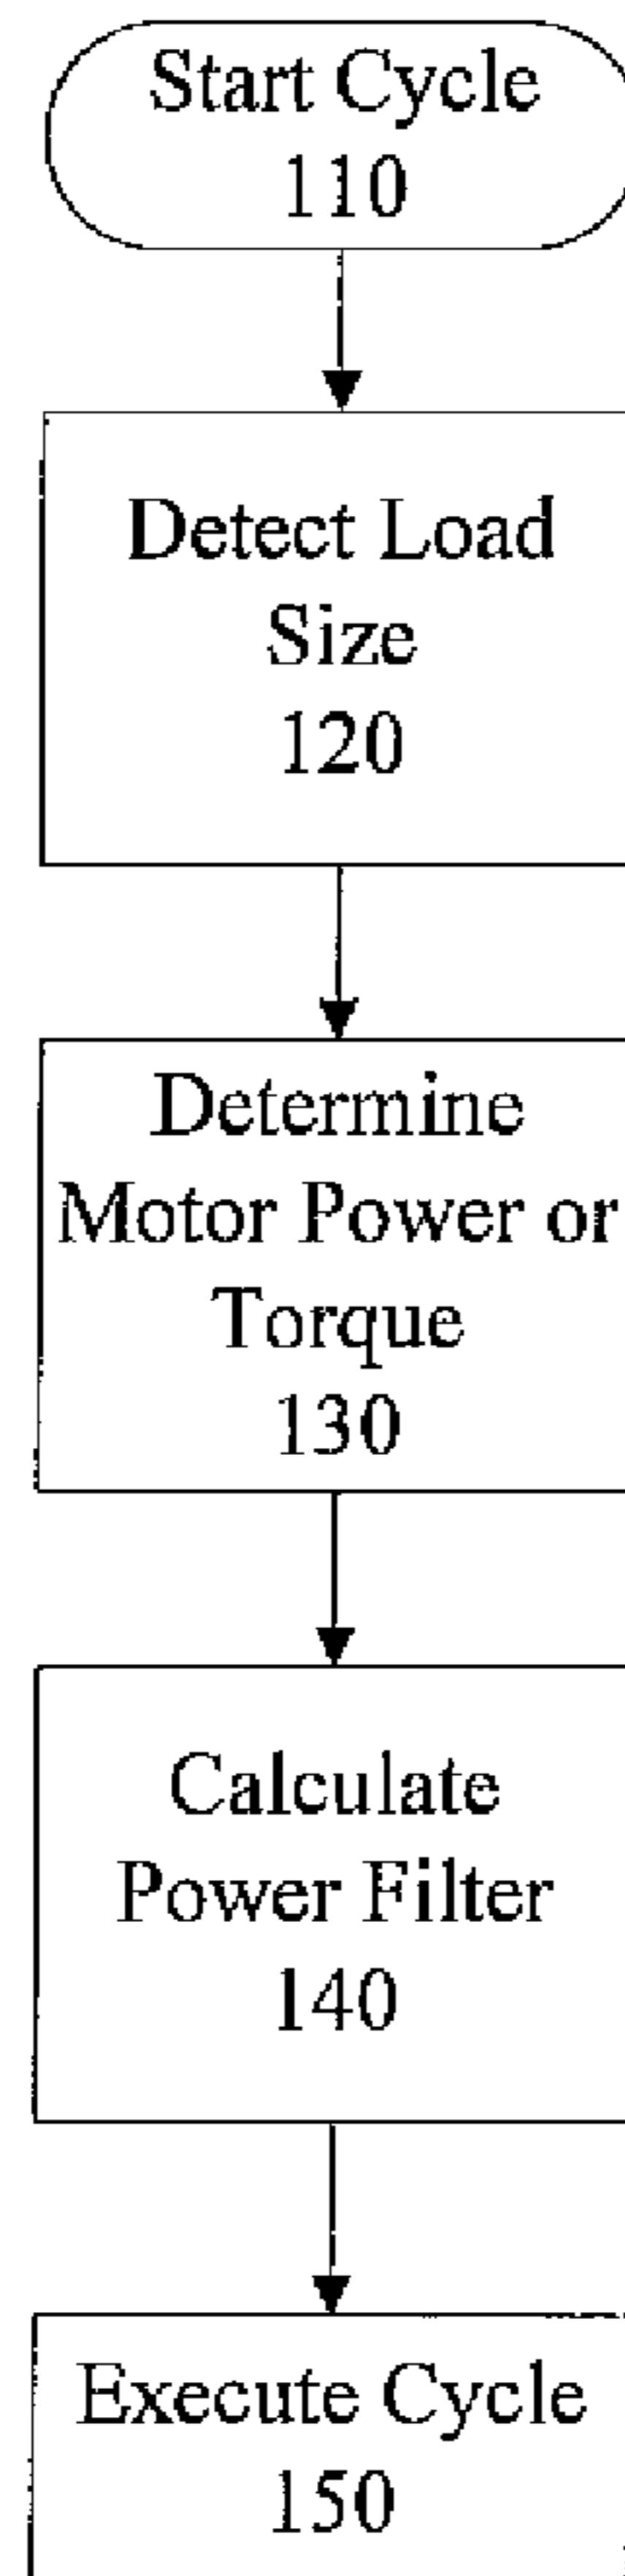 Start Cycle
110
Detect Load
Size
120
Determine
Motor Power or
Torque
130
Calculate
Power Filter
140
Execute Cycle
150